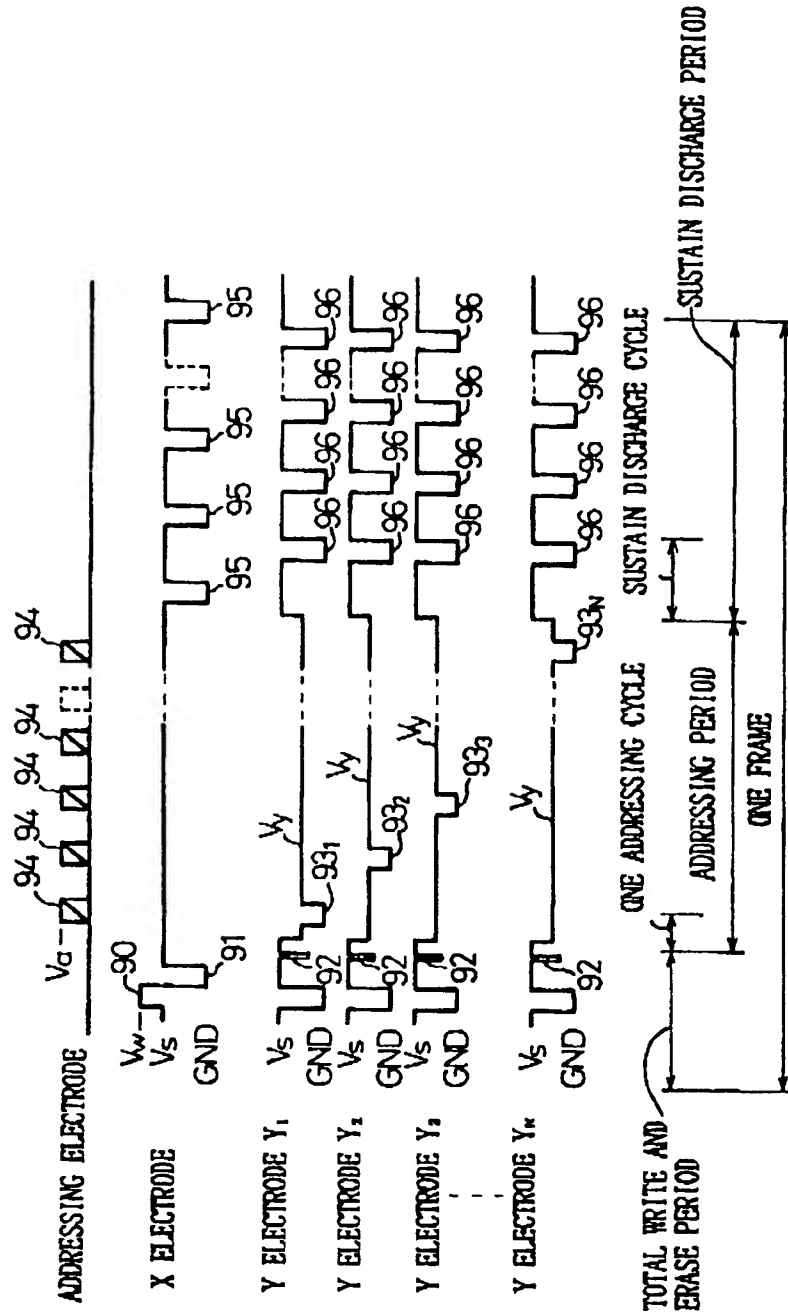 ADDRESSING ELECTRODE
Va
94 94 94 94 94
X ELECTRODE
Vw
Vs
GND
90
91
95 95 95 95
Y ELECTRODE Y1
Vs
GND
92
931
Vy
96 96 96 96
Y ELECTRODE Y2
Vs
GND
92
932
Vy
96 96 96 96
Y ELECTRODE Y3
Vs
GND
92
933
Vy
96 96 96 96
Y ELECTRODE YN
Vs
GND
92
Vy
93N
96 96 96 96
ONE ADDRESSING CYCLE
SUSTAIN DISCHARGE CYCLE
TOTAL WRITE AND
ERASE PERIOD
ADDRESSING PERIOD
SUSTAIN DISCHARGE PERIOD
ONE FRAME